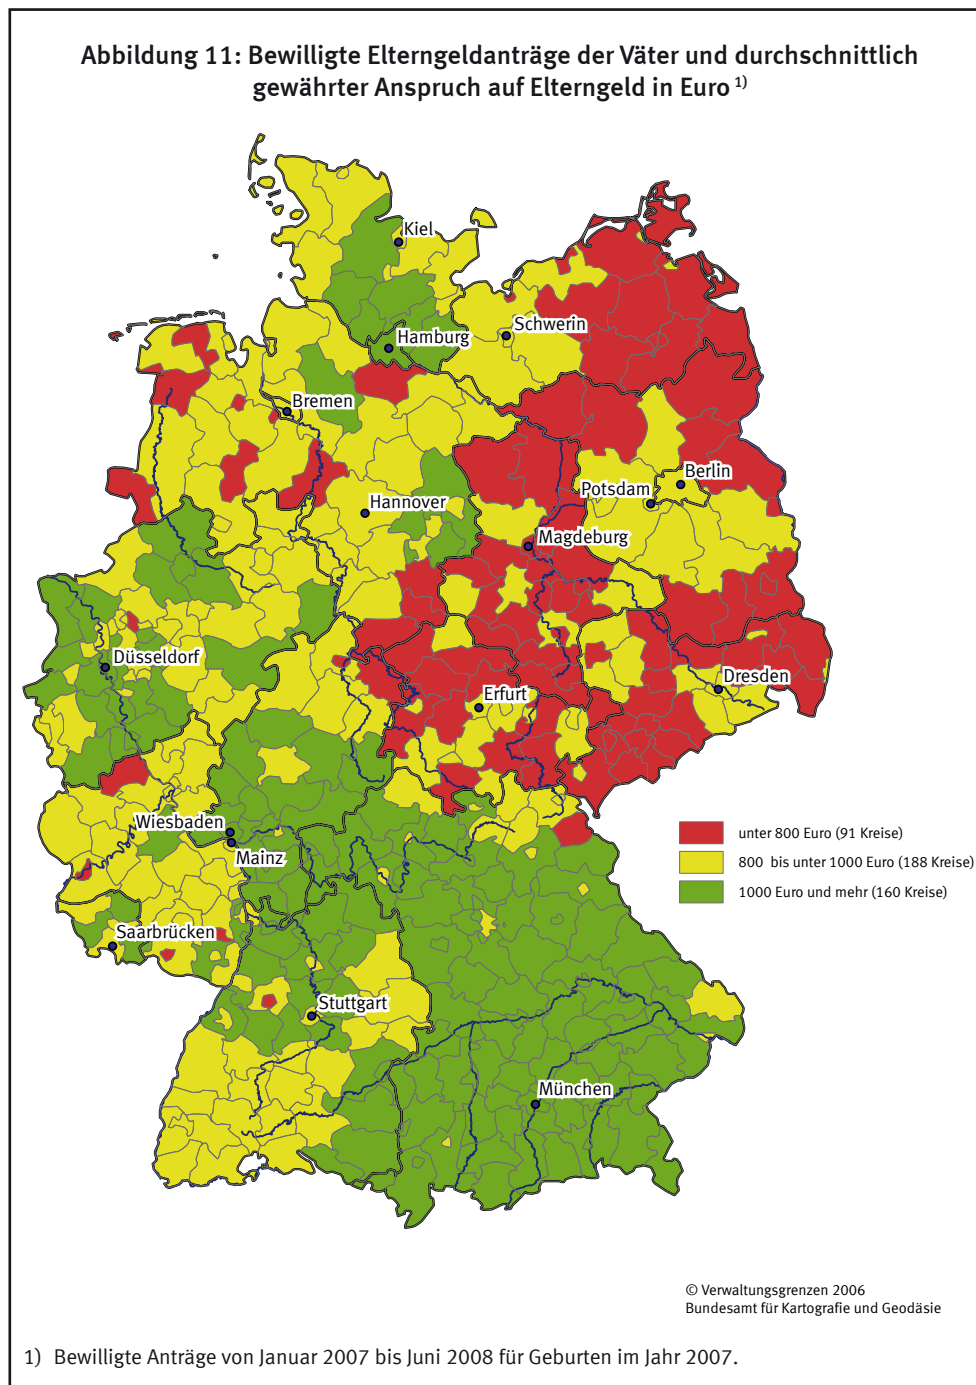 Abbildung 11: Bewilligte Elterngeldanträge der Väter und durchschnittlich
gewährter Anspruch auf Elterngeld in Euro 1)
Kiel
Schwerin
Hamburg
Bremen
Berlin
Potsdam
Hannover
Magdeburg
Düsseldorf
Dresden
Erfurt
Wiesbaden
Mainz
Saarbrücken
Stuttgart
München
unter 800 Euro (91 Kreise)
800 bis unter 1000 Euro (188 Kreise)
1000 Euro und mehr (160 Kreise)
© Verwaltungsgrenzen 2006
Bundesamt für Kartografie und Geodäsie
1) Bewilligte Anträge von Januar 2007 bis Juni 2008 für Geburten im Jahr 2007.